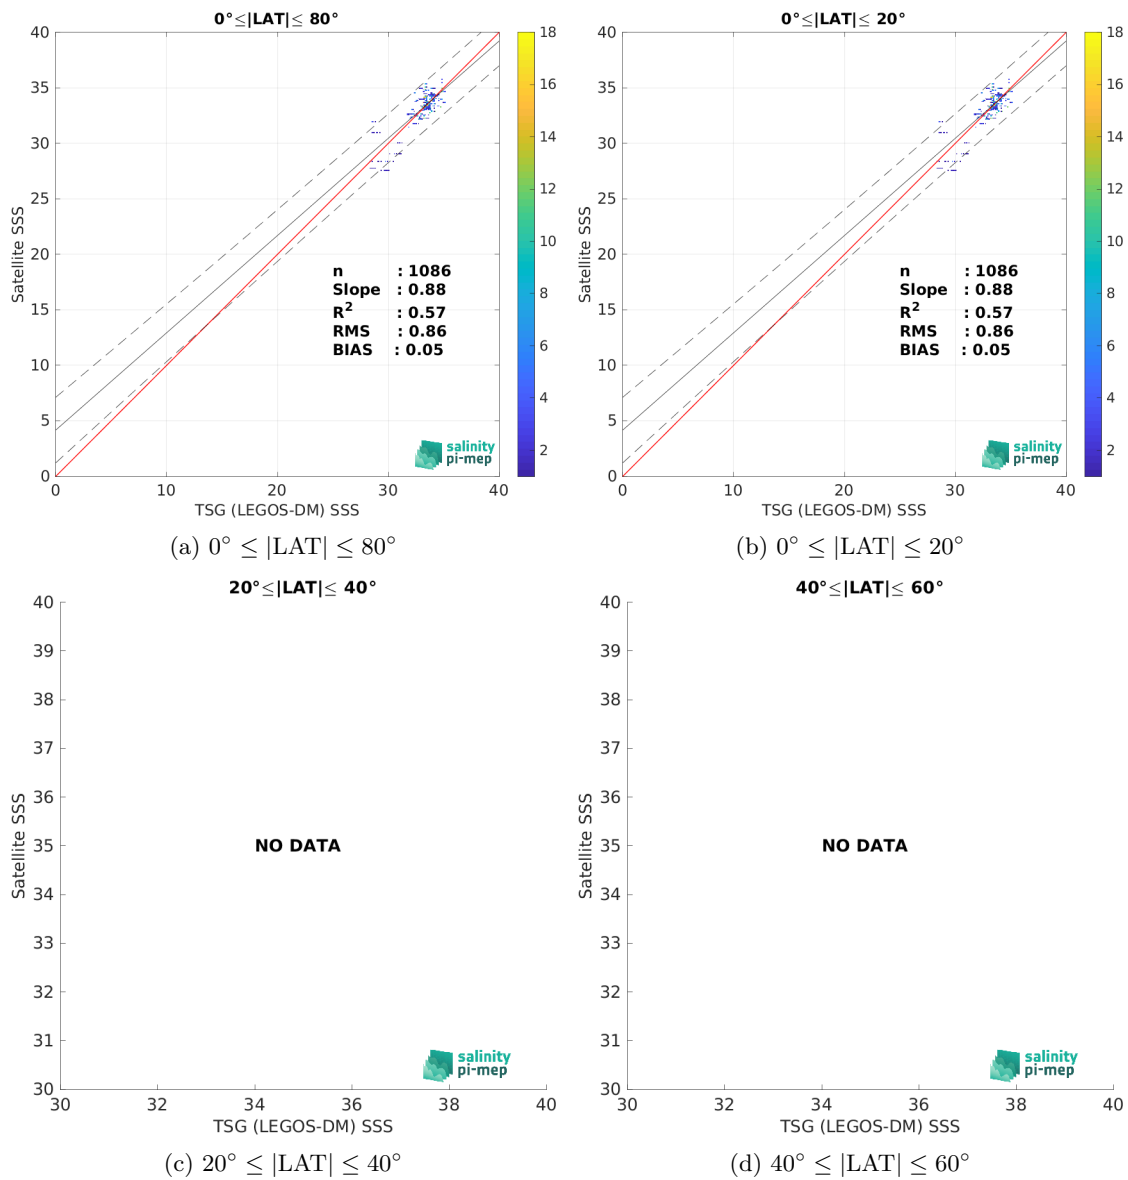 0°≤|LAT|≤ 80°
40
35
30
25
20
15
10
5
0
Satellite SSS
n : 1086
Slope : 0.88
R² : 0.57
RMS : 0.86
BIAS : 0.05
salinity
pi-mep
0 10 20 30 40
TSG (LEGOS-DM) SSS
18
16
14
12
10
8
6
4
2
(a) 0° ≤ |LAT| ≤ 80°
0°≤|LAT|≤ 20°
40
35
30
25
20
15
10
5
0
Satellite SSS
n : 1086
Slope : 0.88
R² : 0.57
RMS : 0.86
BIAS : 0.05
salinity
pi-mep
0 10 20 30 40
TSG (LEGOS-DM) SSS
18
16
14
12
10
8
6
4
2
(b) 0° ≤ |LAT| ≤ 20°
20°≤|LAT|≤ 40°
40
39
38
37
36
35
34
33
32
31
30
Satellite SSS
NO DATA
salinity
pi-mep
30 32 34 36 38 40
TSG (LEGOS-DM) SSS
(c) 20° ≤ |LAT| ≤ 40°
40°≤|LAT|≤ 60°
40
39
38
37
36
35
34
33
32
31
30
Satellite SSS
NO DATA
salinity
pi-mep
30 32 34 36 38 40
TSG (LEGOS-DM) SSS
(d) 40° ≤ |LAT| ≤ 60°